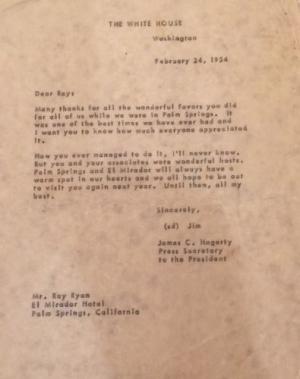 THE WHITE HOUSE
Washington
February 24, 1954
Dear Ray:
Many thanks for all the wonderful favors you did
for all of us while we were in Palm Springs. It
was one of the best times we have ever had and
I want you to know how much everyone appreciated
it.
How you ever managed to do it, I'll never know.
But you and your associates were wonderful hosts.
Palm Springs and El Mirador will always have a
warm spot in our hearts and we all hope to be out
to visit you again next year. Until then, all my
best.
Sincerely,
(sd) Jim
James C. Hagerty
Press Secretary
to the President
Mr. Ray Ryan
El Mirador Hotel
Palm Springs, California